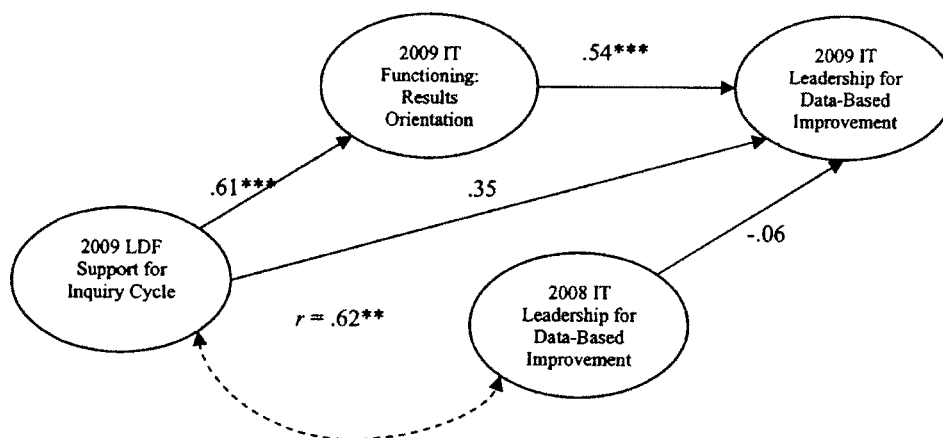 2009 IT
Functioning:
Results
Orientation
.54***
2009 IT
Leadership for
Data-Based
Improvement
.61***
.35
2009 LDF
Support for
Inquiry Cycle
-.06
r = .62**
2008 IT
Leadership for
Data-Based
Improvement